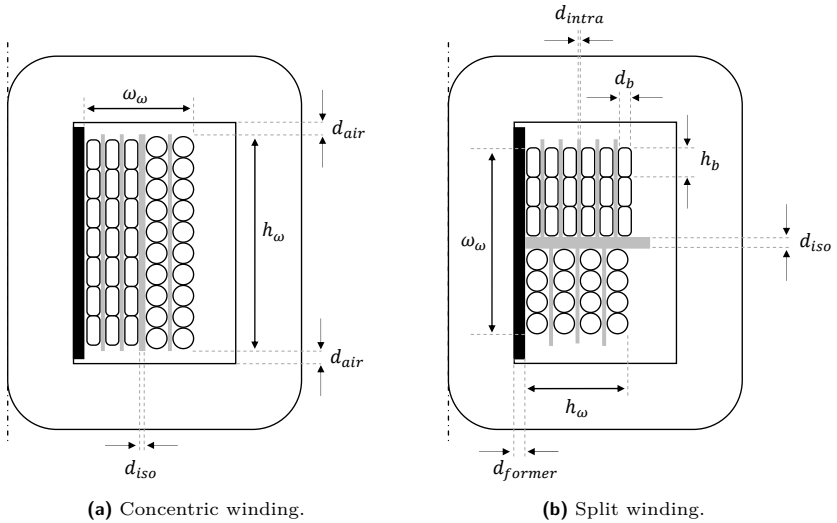 d_intra
ω_ω
d_b
d_air
h_b
h_ω
ω_ω
d_iso
d_air
h_ω
d_iso
d_former
(a) Concentric winding.
(b) Split winding.